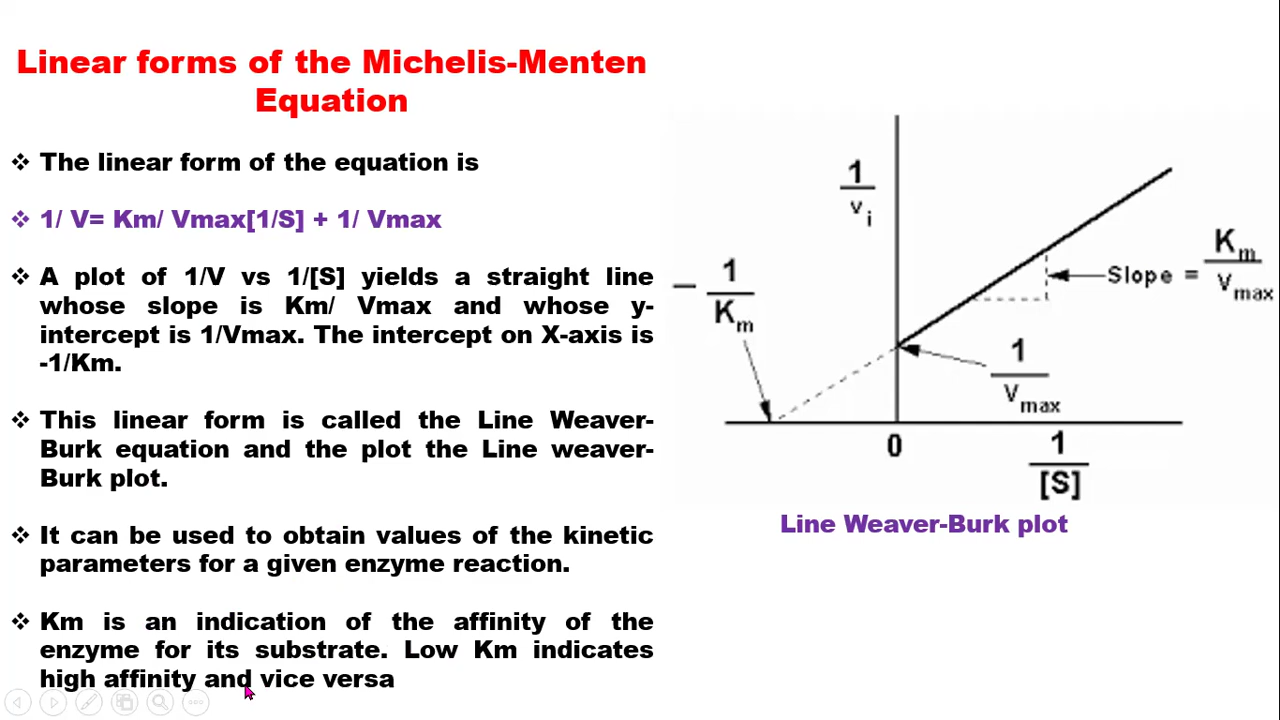 Linear forms of the Michelis-Menten
Equation
❖ The linear form of the equation is
❖ 1/ V= Km/ Vmax[1/S] + 1/ Vmax
❖ A plot of 1/V vs 1/[S] yields a straight line
whose slope is Km/ Vmax and whose y-
intercept is 1/Vmax. The intercept on X-axis is
-1/Km.
❖ This linear form is called the Line Weaver-
Burk equation and the plot the Line weaver-
Burk plot.
❖ It can be used to obtain values of the kinetic
parameters for a given enzyme reaction.
❖ Km is an indication of the affinity of the
enzyme for its substrate. Low Km indicates
high affinity and vice versa
1
v i
Slope = K m
V max
– 1
K m
1
V max
0
1
[S]
Line Weaver-Burk plot